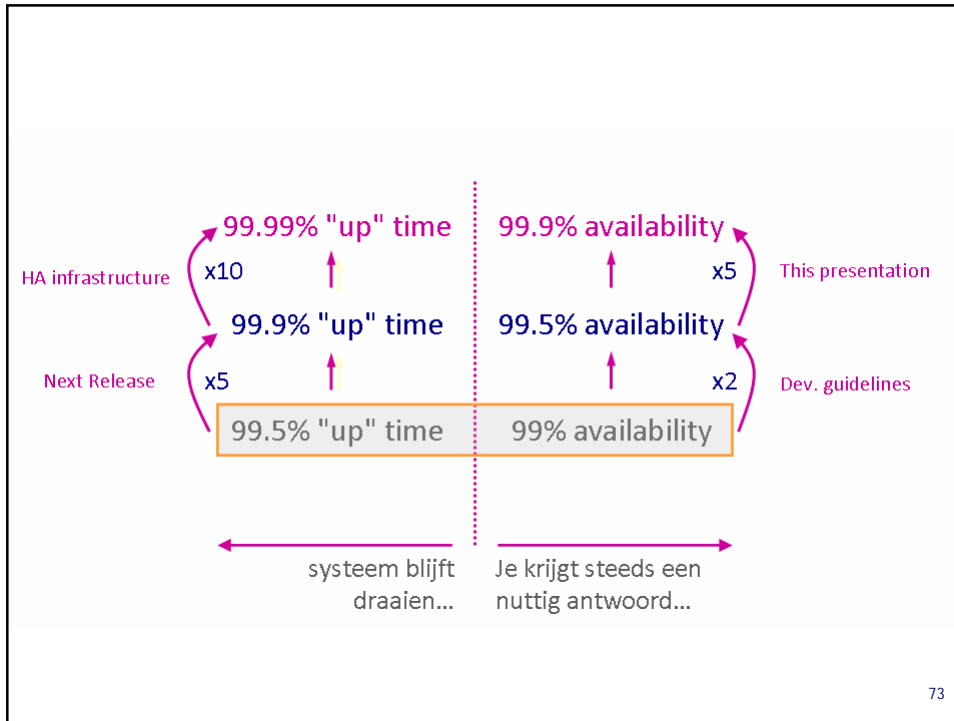 99.99% "up" time
99.9% availability
HA infrastructure
x10
x5
This presentation
99.9% "up" time
99.5% availability
Next Release
x5
x2
Dev. guidelines
99.5% "up" time
99% availability
systeem blijft
draaien...
Je krijgt steeds een
nuttig antwoord...
73